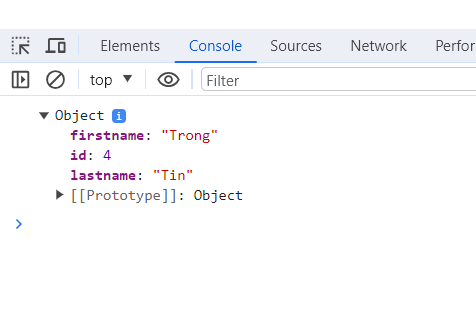 Elements Console Sources Network Perfor
top Filter
Object i
firstname: "Trong"
id: 4
lastname: "Tin"
[[Prototype]]: Object